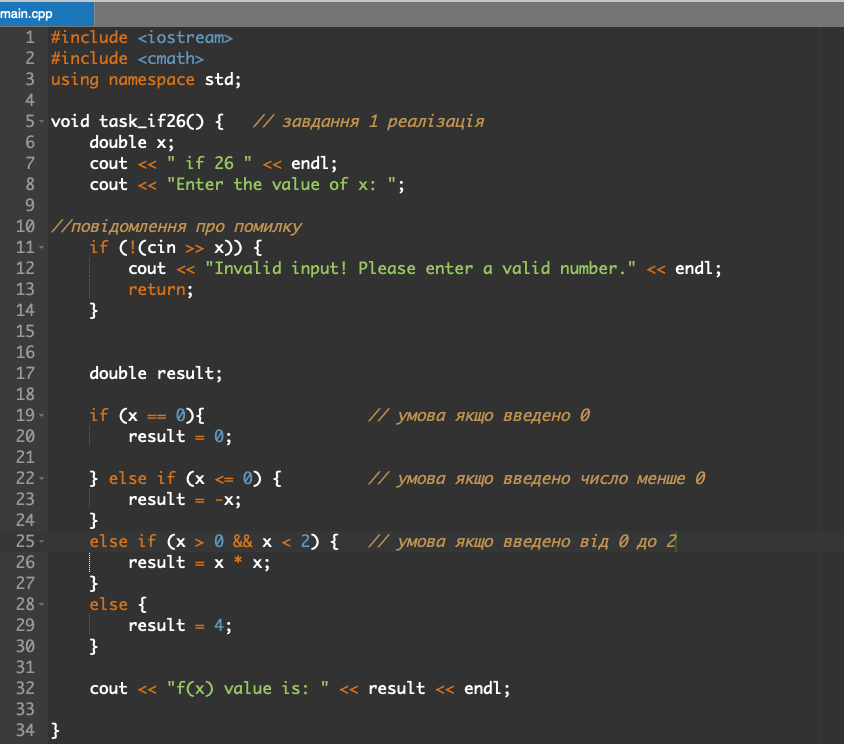 main.cpp
1 #include <iostream>
2 #include <cmath>
3 using namespace std;
4
5 void task_if26() {   // завдання 1 реалізація
6     double x;
7     cout << " if 26 " << endl;
8     cout << "Enter the value of x: ";
9
10 //повідомлення про помилку
11     if (!(cin >> x)) {
12         cout << "Invalid input! Please enter a valid number." << endl;
13         return;
14     }
15
16
17     double result;
18
19     if (x == 0){                 // умова якщо введено 0
20         result = 0;
21
22     } else if (x <= 0) {         // умова якщо введено число менше 0
23         result = -x;
24     }
25     else if (x > 0 && x < 2) {   // умова якщо введено від 0 до 2
26         result = x * x;
27     }
28     else {
29         result = 4;
30     }
31
32     cout << "f(x) value is: " << result << endl;
33
34 }